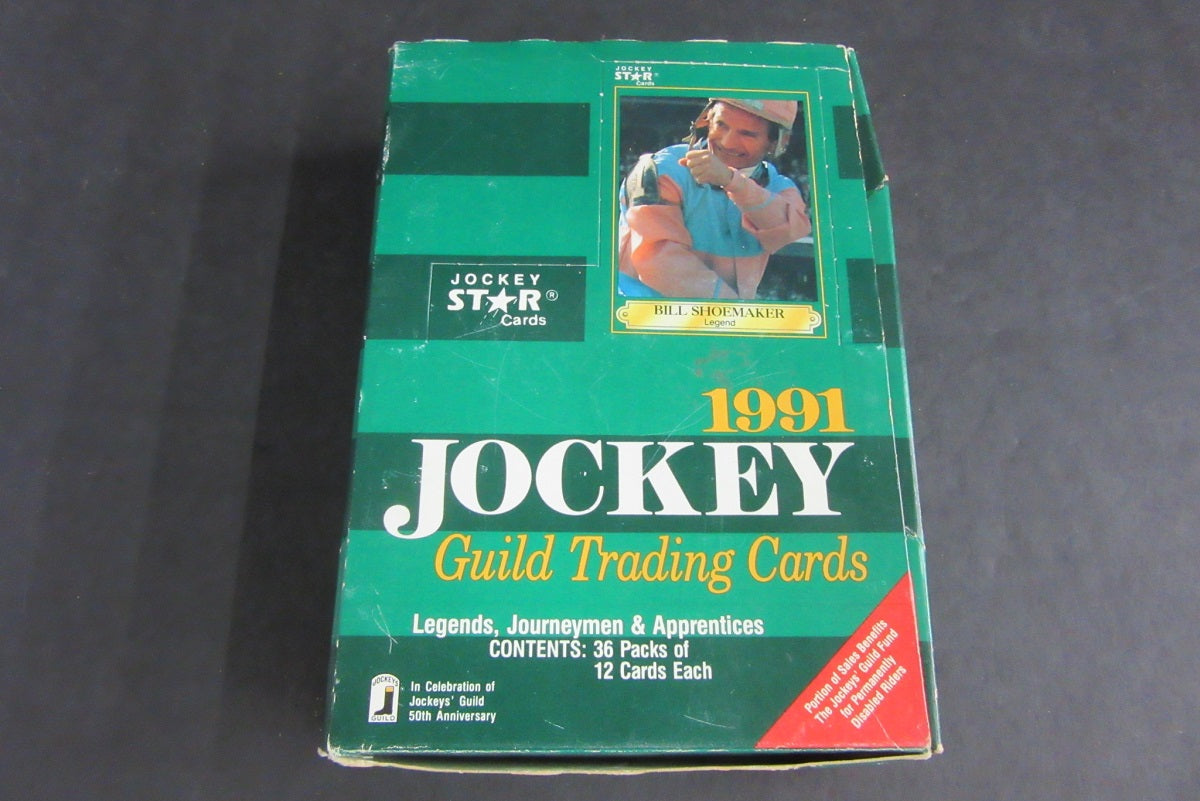 JOCKEY
STAR®
Cards
BILL SHOEMAKER
Legend
JOCKEY
STAR®
Cards
1991
JOCKEY
Guild Trading Cards
Legends, Journeymen & Apprentices
CONTENTS: 36 Packs of
12 Cards Each
JOCKEYS'
GUILD
In Celebration of
Jockeys' Guild
50th Anniversary
Portion of Sales Benefits
The Jockeys' Guild Fund
for Permanently
Disabled Riders